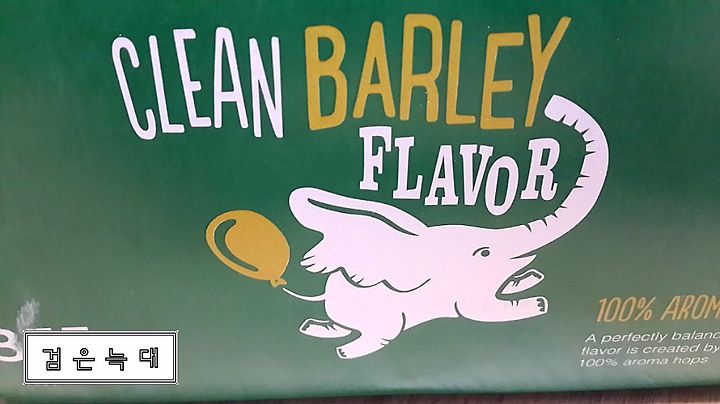 CLEAN BARLEY
FLAVOR
100% AROM
A perfectly balanc
flavor is created by
100% aroma hops.
검은늑대